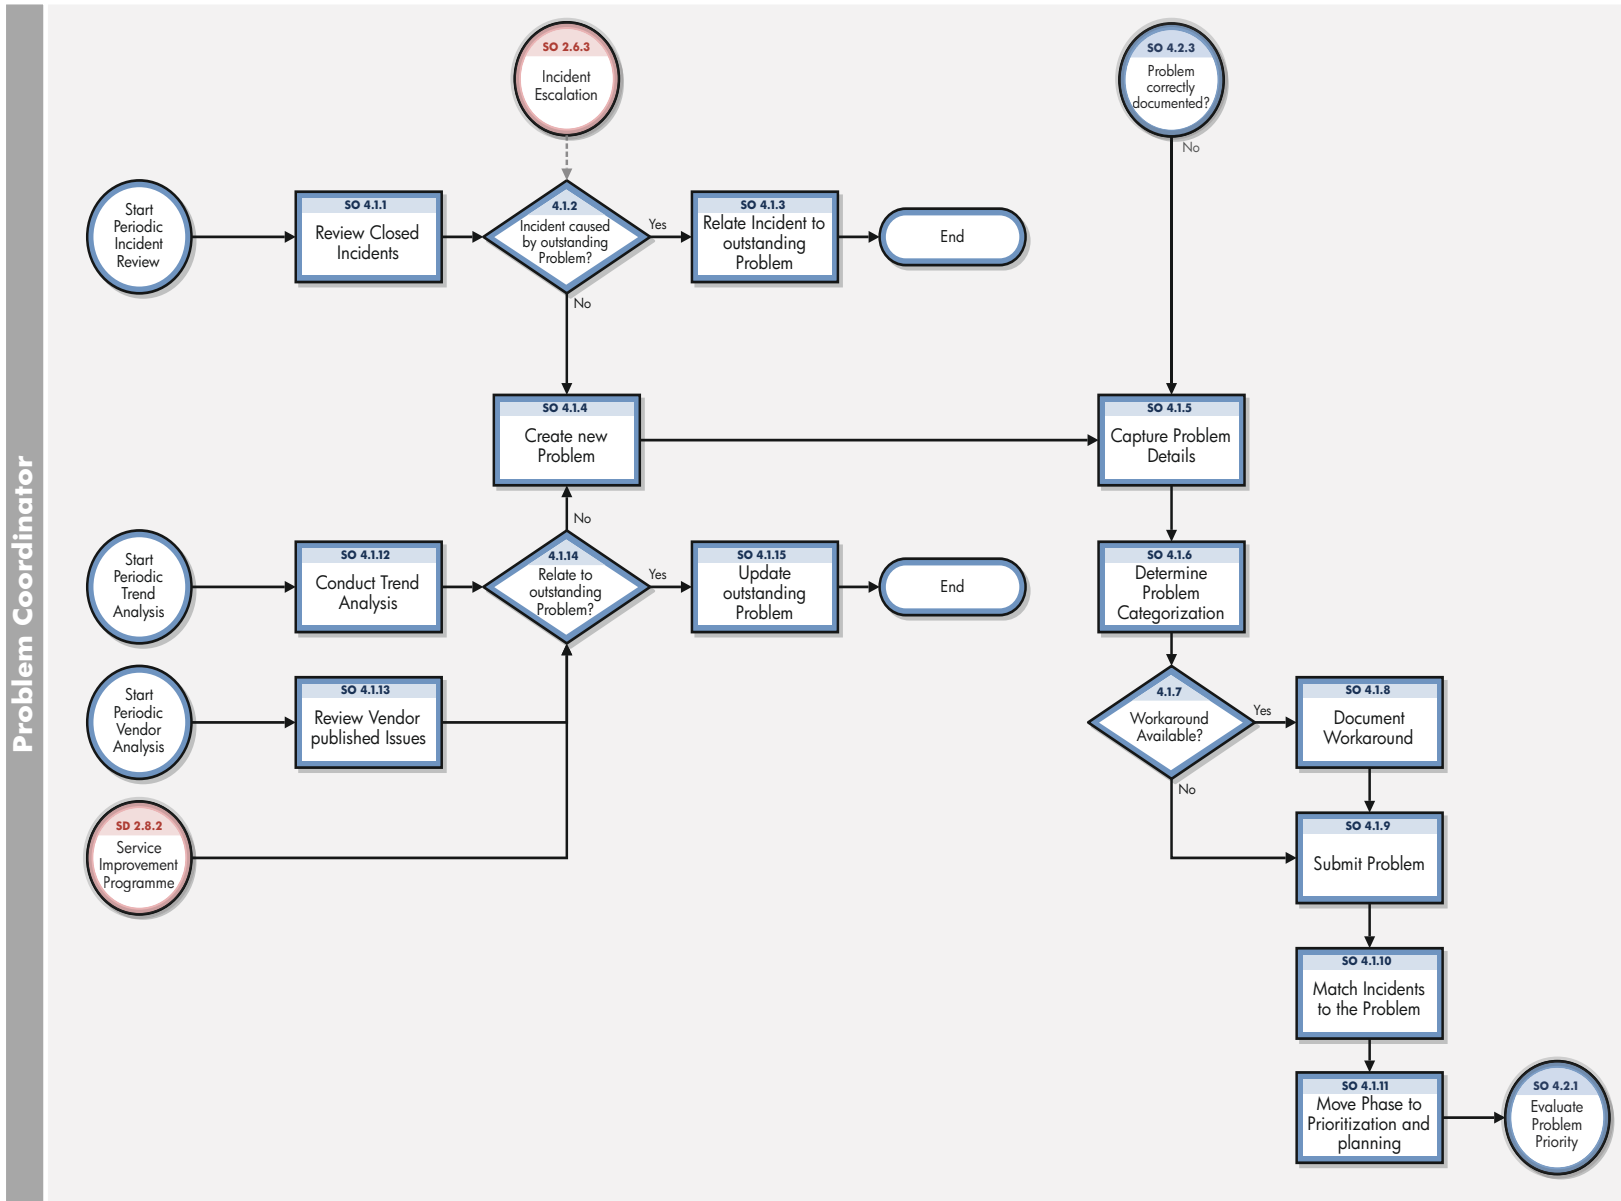 Problem Coordinator
SO 2.6.3
Incident
Escalation
SO 4.2.3
Problem
correctly
documented?
No
Start
Periodic
Incident
Review
SO 4.1.1
Review Closed
Incidents
4.1.2
Incident caused
by outstanding
Problem?
Yes
No
SO 4.1.3
Relate Incident to
outstanding
Problem
End
SO 4.1.4
Create new
Problem
SO 4.1.5
Capture Problem
Details
Start
Periodic
Trend
Analysis
SO 4.1.12
Conduct Trend
Analysis
No
4.1.14
Relate to
outstanding
Problem?
Yes
SO 4.1.15
Update
outstanding
Problem
End
SO 4.1.6
Determine
Problem
Categorization
Start
Periodic
Vendor
Analysis
SO 4.1.13
Review Vendor
published Issues
4.1.7
Workaround
Available?
Yes
No
SO 4.1.8
Document
Workaround
SD 2.8.2
Service
Improvement
Programme
SO 4.1.9
Submit Problem
SO 4.1.10
Match Incidents
to the Problem
SO 4.1.11
Move Phase to
Prioritization and
planning
SO 4.2.1
Evaluate
Problem
Priority